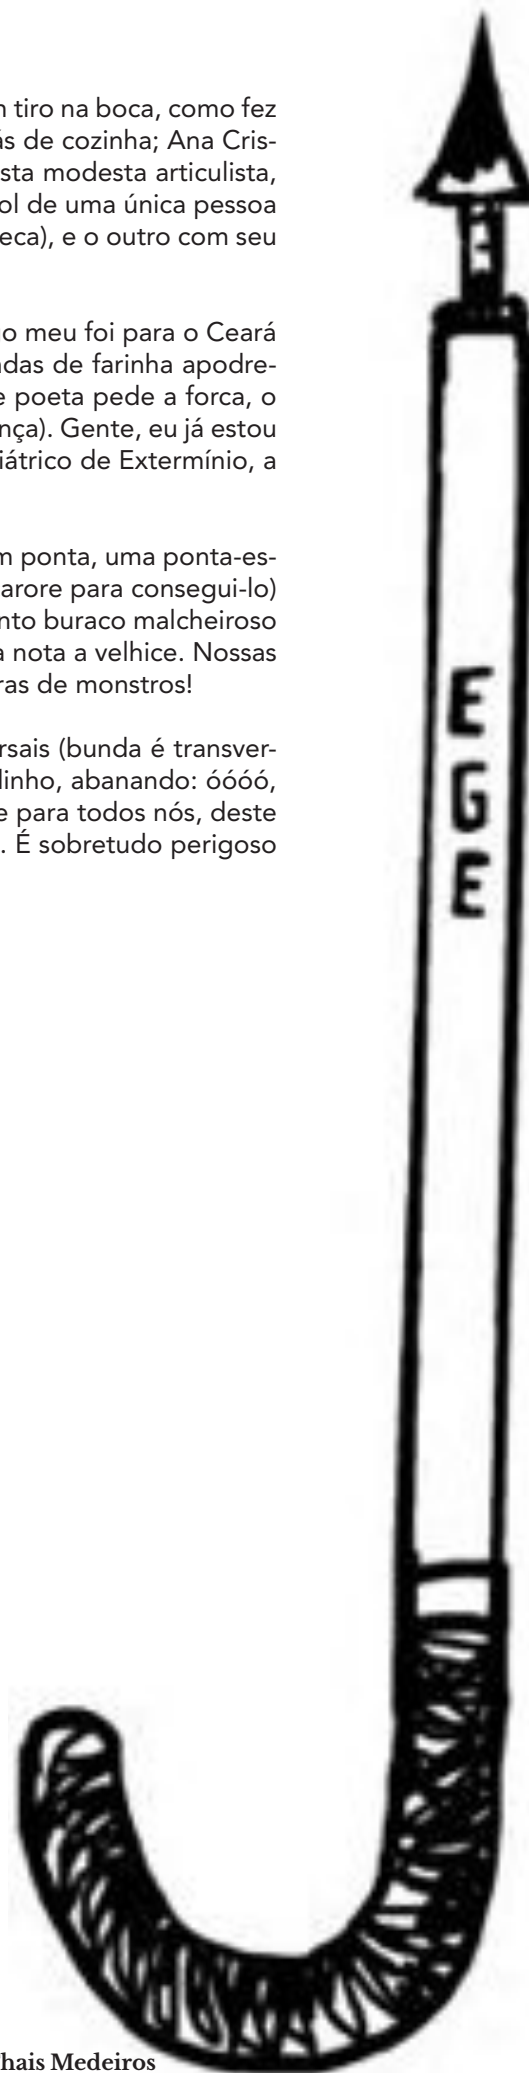 tiro na boca, como fez
ás de cozinha; Ana Cris-
sta modesta articulista,
ol de uma única pessoa
eca), e o outro com seu
o meu foi para o Ceará
das de farinha apodre-
e poeta pede a forca, o
nça). Gente, eu já estou
iátrico de Extermínio, a
m ponta, uma ponta-es-
arore para consegui-lo)
nto buraco malcheiroso
a nota a velhice. Nossas
ras de monstros!
rsais (bunda é transver-
linho, abanando: óóóó,
e para todos nós, deste
. É sobretudo perigoso
E
G
E
hais Medeiros